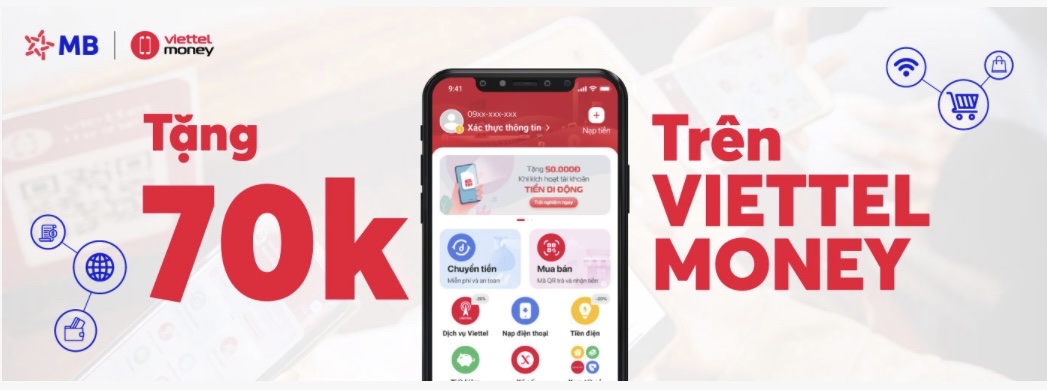 MB
viettel
money
Tặng
70k
Trên
VIETTEL
MONEY
9:41
09xx-xxx-xxx
Xác thực thông tin
Nạp tiền
Tặng 50.000Đ
Khi kích hoạt tài khoản
TIỀN DI ĐỘNG
Trải nghiệm ngay
Chuyển tiền
Miễn phí và an toàn
Mua bán
Mã QR trả và nhận tiền
Dịch vụ Viettel
Nạp điện thoại
Tiền điện